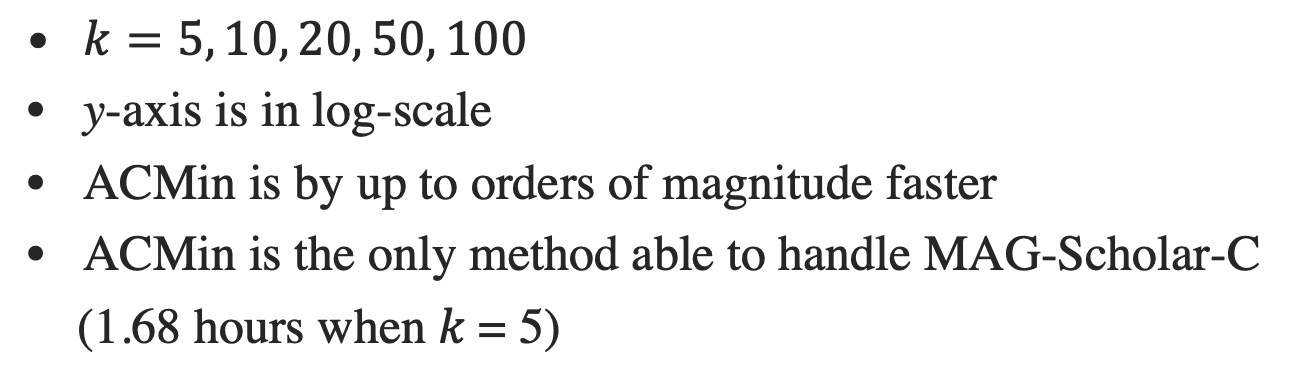 • k = 5, 10, 20, 50, 100
• y-axis is in log-scale
• ACMin is by up to orders of magnitude faster
• ACMin is the only method able to handle MAG-Scholar-C
(1.68 hours when k = 5)